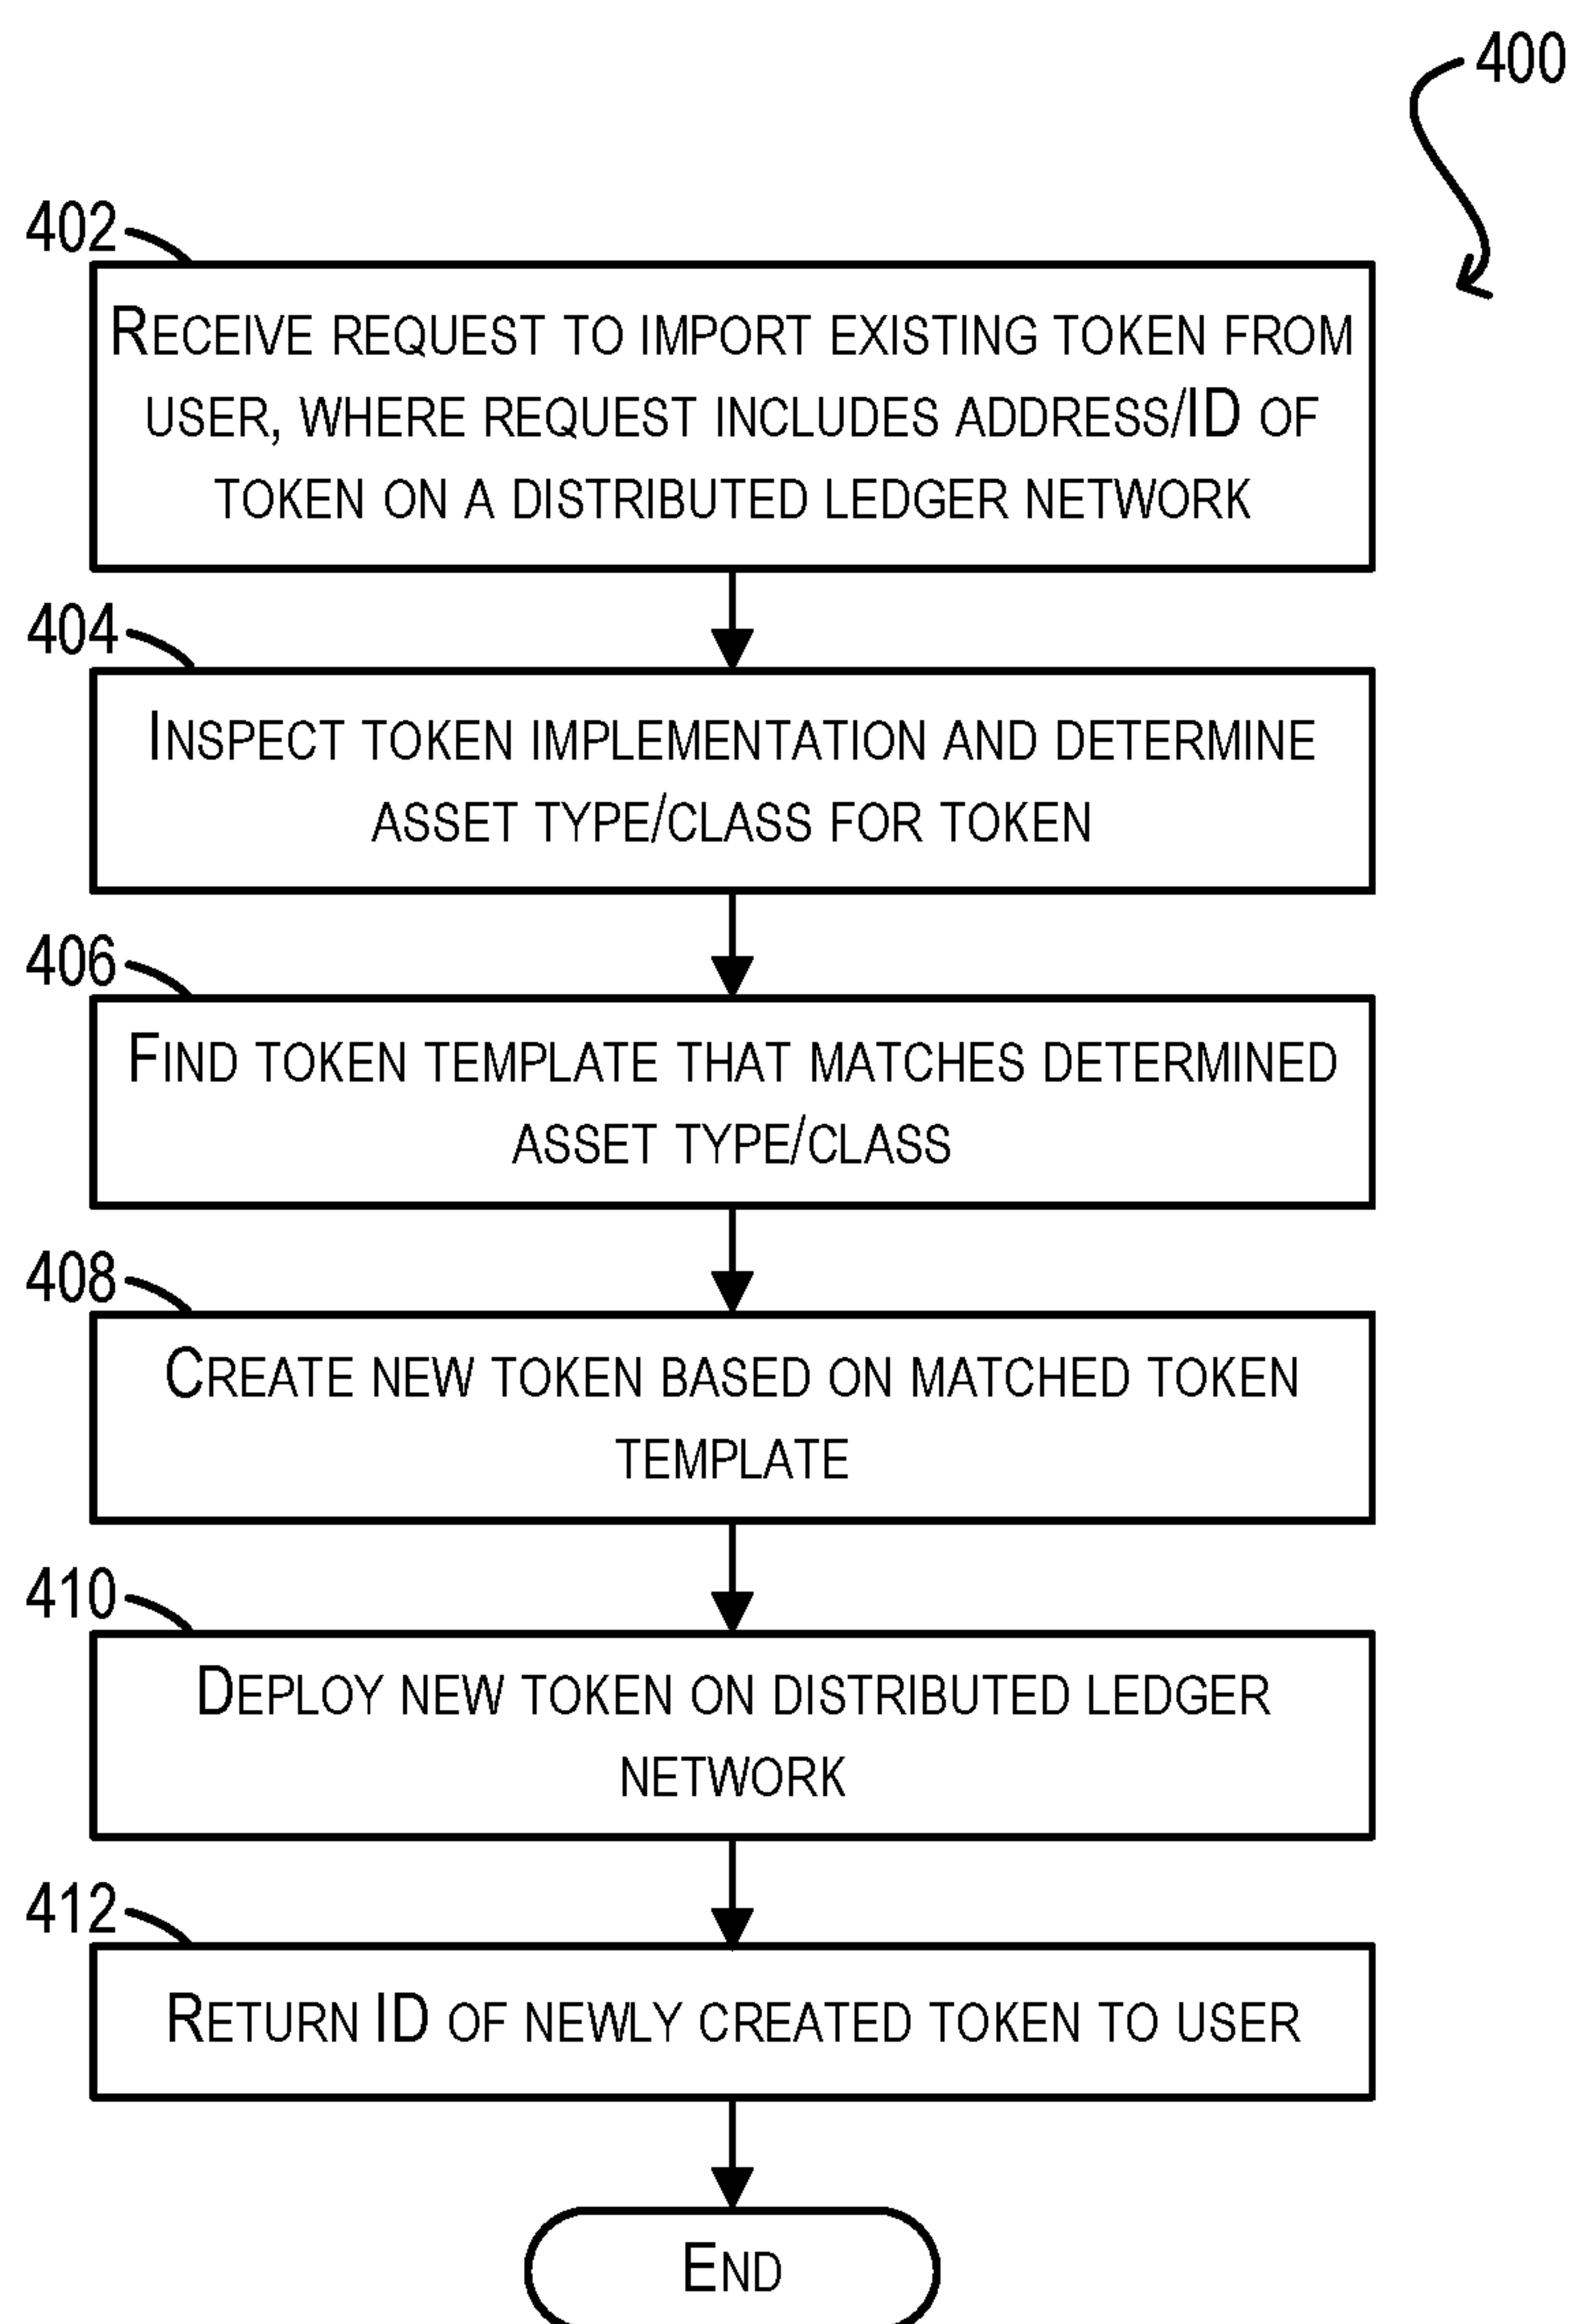 400
402
RECEIVE REQUEST TO IMPORT EXISTING TOKEN FROM
USER, WHERE REQUEST INCLUDES ADDRESS/ID OF
TOKEN ON A DISTRIBUTED LEDGER NETWORK
404
INSPECT TOKEN IMPLEMENTATION AND DETERMINE
ASSET TYPE/CLASS FOR TOKEN
406
FIND TOKEN TEMPLATE THAT MATCHES DETERMINED
ASSET TYPE/CLASS
408
CREATE NEW TOKEN BASED ON MATCHED TOKEN
TEMPLATE
410
DEPLOY NEW TOKEN ON DISTRIBUTED LEDGER
NETWORK
412
RETURN ID OF NEWLY CREATED TOKEN TO USER
END